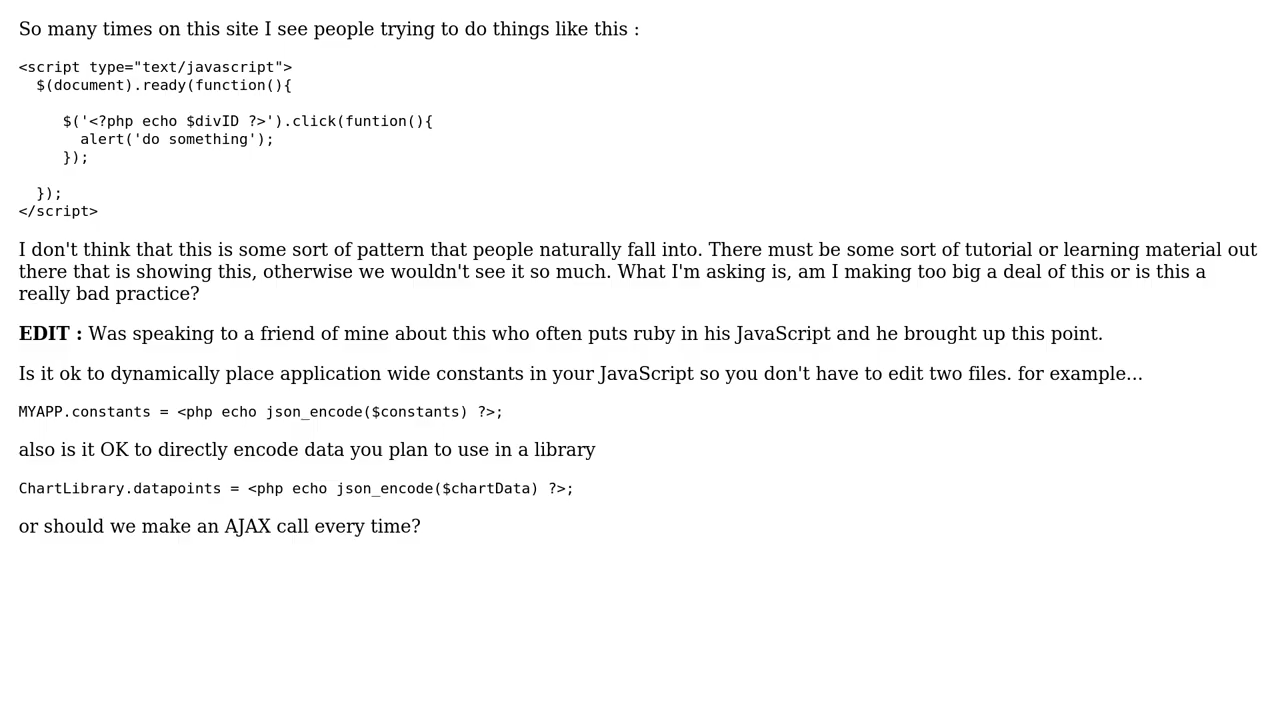 So many times on this site I see people trying to do things like this :
<script type="text/javascript">
  $(document).ready(function(){
     $('<?php echo $divID ?>').click(funtion(){
       alert('do something');
     });
  });
</script>
I don't think that this is some sort of pattern that people naturally fall into. There must be some sort of tutorial or learning material out
there that is showing this, otherwise we wouldn't see it so much. What I'm asking is, am I making too big a deal of this or is this a
really bad practice?
EDIT : Was speaking to a friend of mine about this who often puts ruby in his JavaScript and he brought up this point.
Is it ok to dynamically place application wide constants in your JavaScript so you don't have to edit two files. for example...
MYAPP.constants = <php echo json_encode($constants) ?>;
also is it OK to directly encode data you plan to use in a library
ChartLibrary.datapoints = <php echo json_encode($chartData) ?>;
or should we make an AJAX call every time?